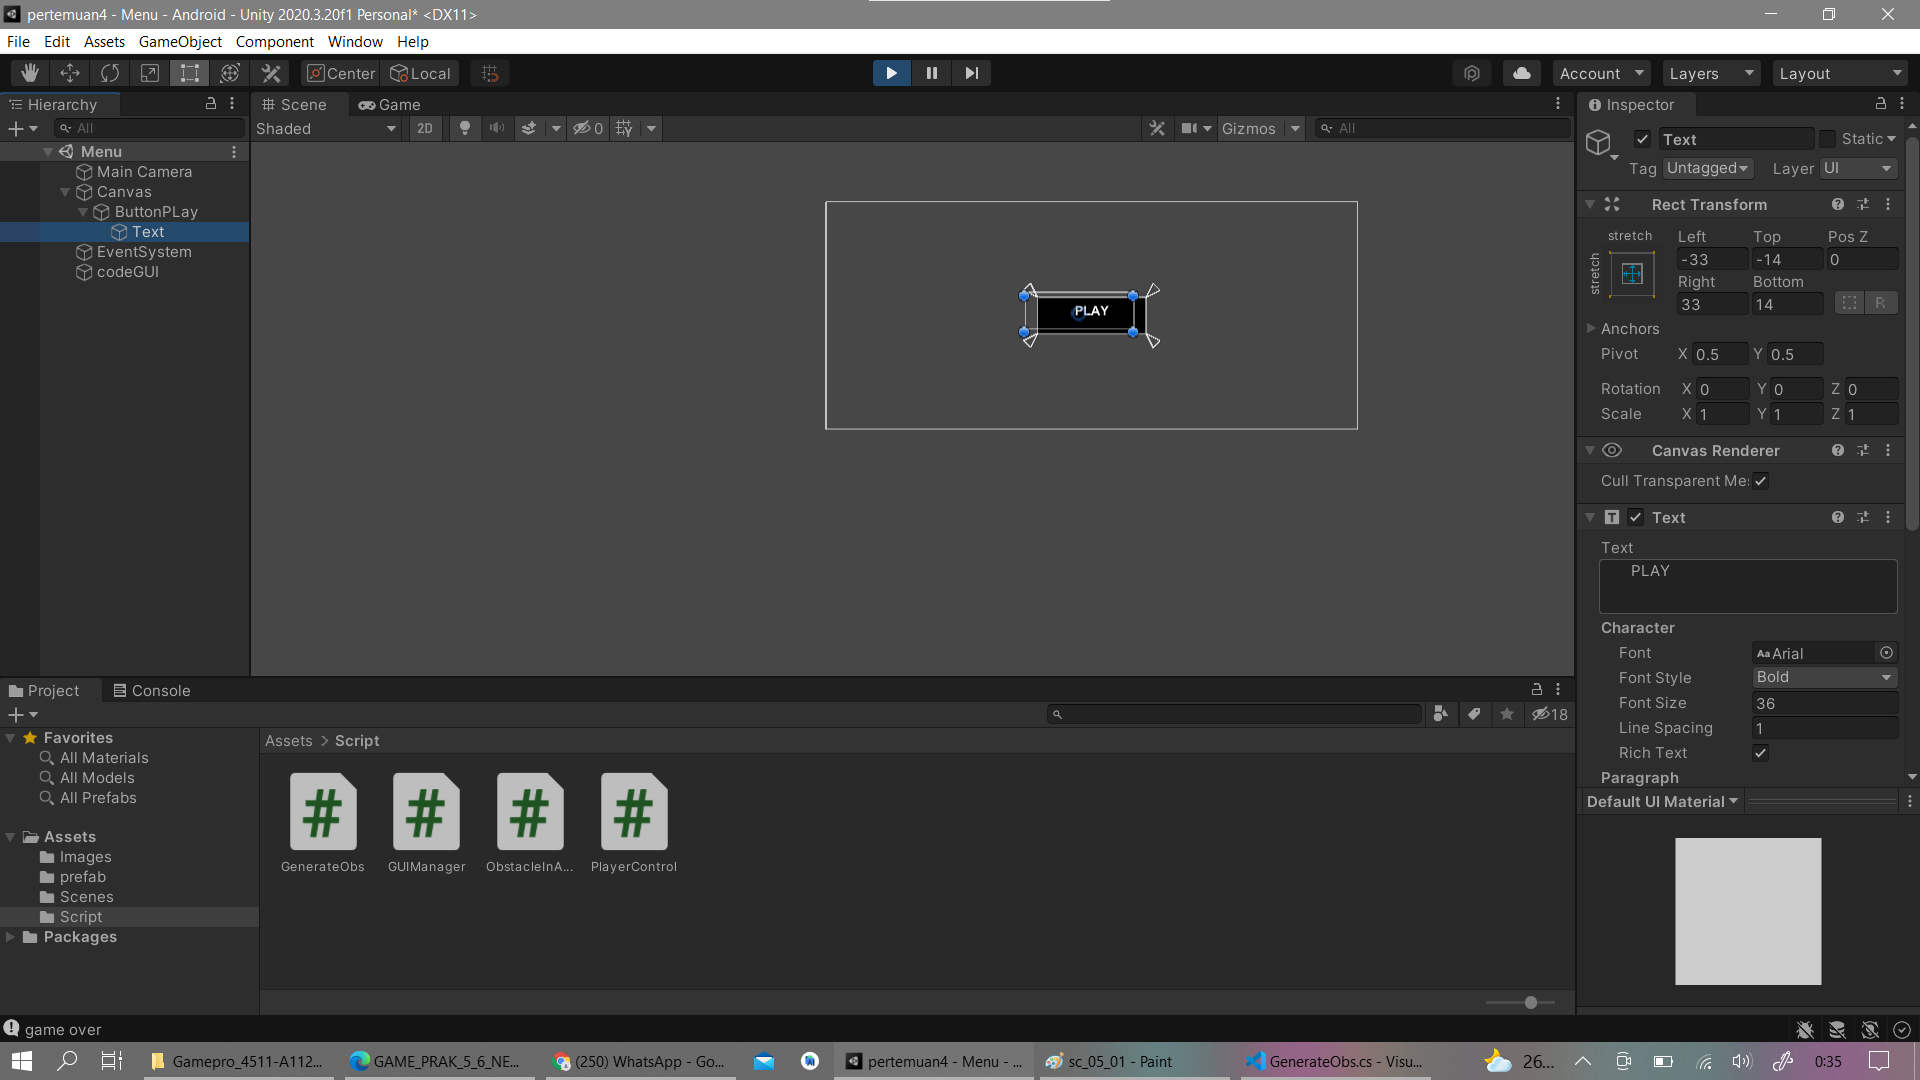 pertemuan4 - Menu - Android - Unity 2020.3.20f1 Personal* <DX11>
File Edit Assets GameObject Component Window Help
Center Local Account Layers Layout
Hierarchy
All
Menu
Main Camera
Canvas
ButtonPLay
Text
EventSystem
codeGUI
Scene Game
Shaded 2D 0 Gizmos All
PLAY
Inspector
Text Static
Tag Untagged Layer UI
Rect Transform
stretch Left Top Pos Z
stretch -33 -14 0
Right Bottom
33 14 R
Anchors
Pivot X 0.5 Y 0.5
Rotation X 0 Y 0 Z 0
Scale X 1 Y 1 Z 1
Canvas Renderer
Cull Transparent Me
Text
Text
PLAY
Character
Font Aa Arial
Font Style Bold
Font Size 36
Line Spacing 1
Rich Text
Paragraph
Default UI Material
Project Console
18
Favorites
All Materials
All Models
All Prefabs
Assets
Images
prefab
Scenes
Script
Packages
Assets > Script
GenerateObs GUIManager ObstacleInA... PlayerControl
game over
Gamepro_4511-A112... GAME_PRAK_5_6_NE... (250) WhatsApp - Go... pertemuan4 - Menu - ... sc_05_01 - Paint GenerateObs.cs - Visu... 26... 0:35